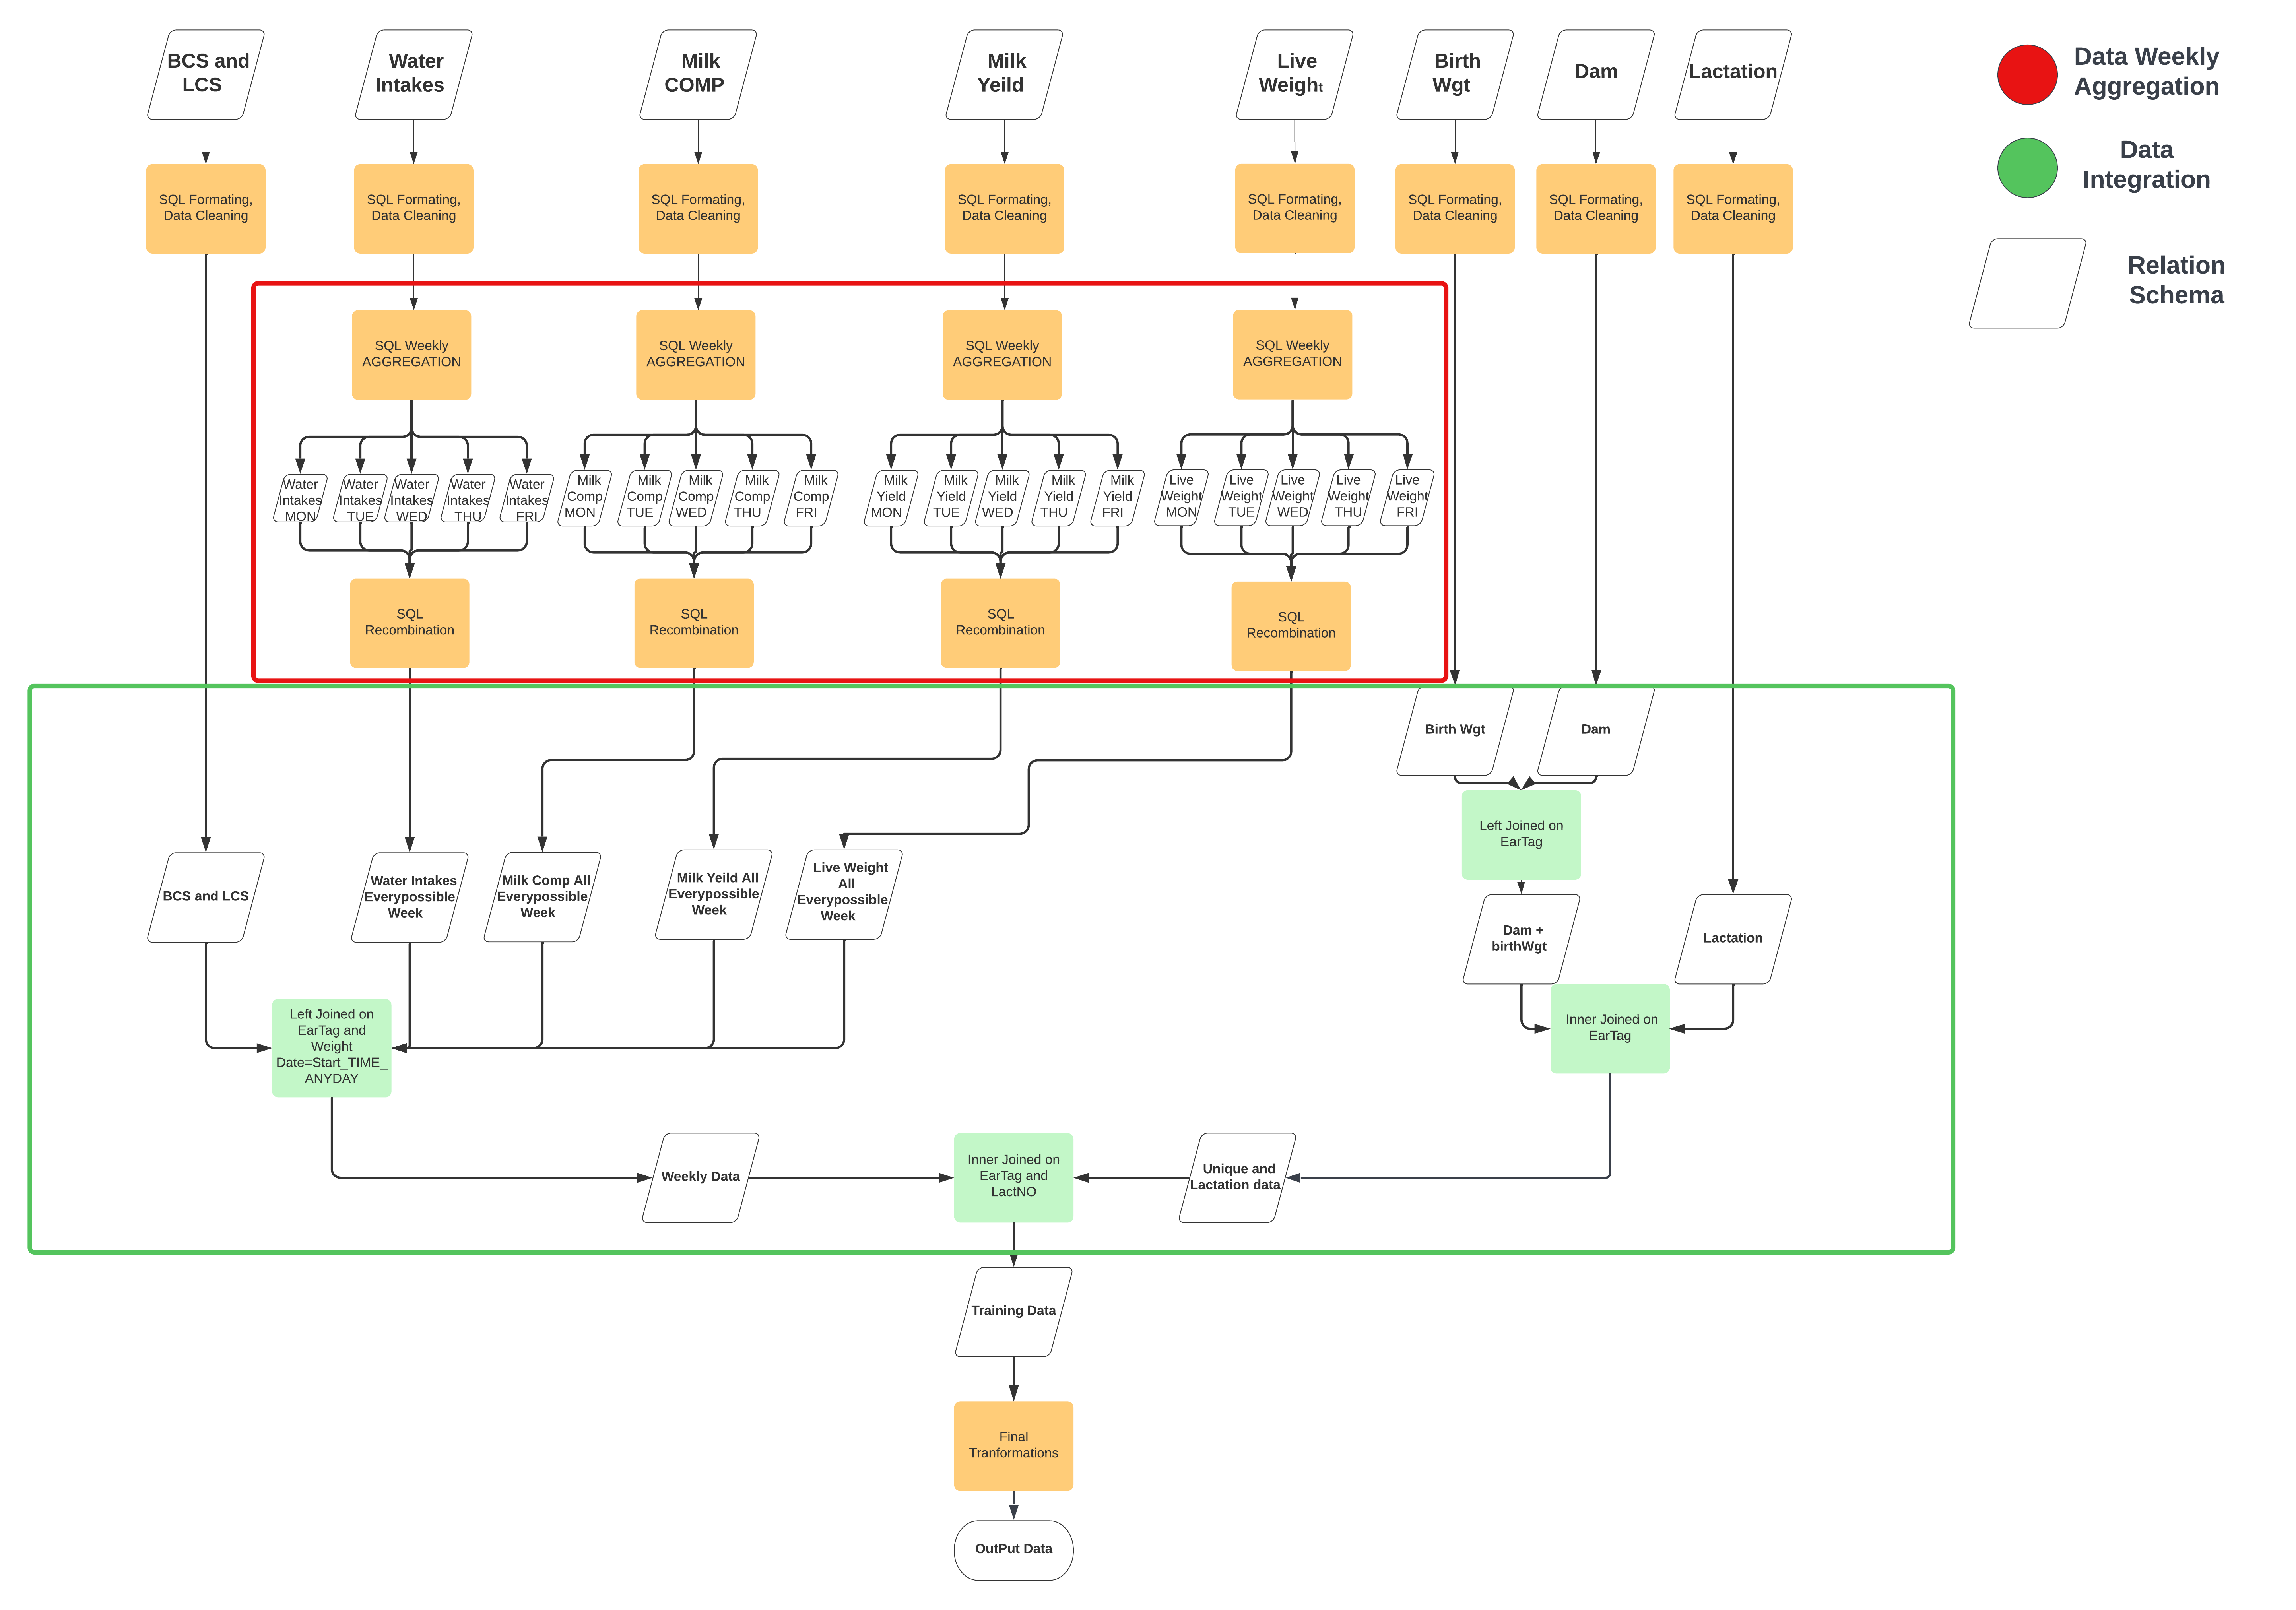 BCS and
LCS
Water
Intakes
Milk
COMP
Milk
Yeild
Live
Weight
Birth
Wgt
Dam
Lactation
Data Weekly
Aggregation
Data
Integration
Relation
Schema
SQL Formating,
Data Cleaning
SQL Formating,
Data Cleaning
SQL Formating,
Data Cleaning
SQL Formating,
Data Cleaning
SQL Formating,
Data Cleaning
SQL Formating,
Data Cleaning
SQL Formating,
Data Cleaning
SQL Formating,
Data Cleaning
SQL Weekly
AGGREGATION
SQL Weekly
AGGREGATION
SQL Weekly
AGGREGATION
SQL Weekly
AGGREGATION
Water
Intakes
MON
Water
Intakes
TUE
Water
Intakes
WED
Water
Intakes
THU
Water
Intakes
FRI
Milk
Comp
MON
Milk
Comp
TUE
Milk
Comp
WED
Milk
Comp
THU
Milk
Comp
FRI
Milk
Yield
MON
Milk
Yield
TUE
Milk
Yield
WED
Milk
Yield
THU
Milk
Yield
FRI
Live
Weight
MON
Live
Weight
TUE
Live
Weight
WED
Live
Weight
THU
Live
Weight
FRI
SQL
Recombination
SQL
Recombination
SQL
Recombination
SQL
Recombination
Birth Wgt
Dam
Left Joined on
EarTag
BCS and LCS
Water Intakes
Everypossible
Week
Milk Comp All
Everypossible
Week
Milk Yeild All
Everypossible
Week
Live Weight
All
Everypossible
Week
Dam +
birthWgt
Lactation
Left Joined on
EarTag and
Weight
Date=Start_TIME_
ANYDAY
Inner Joined on
EarTag
Weekly Data
Inner Joined on
EarTag and
LactNO
Unique and
Lactation data
Training Data
Final
Tranformations
OutPut Data